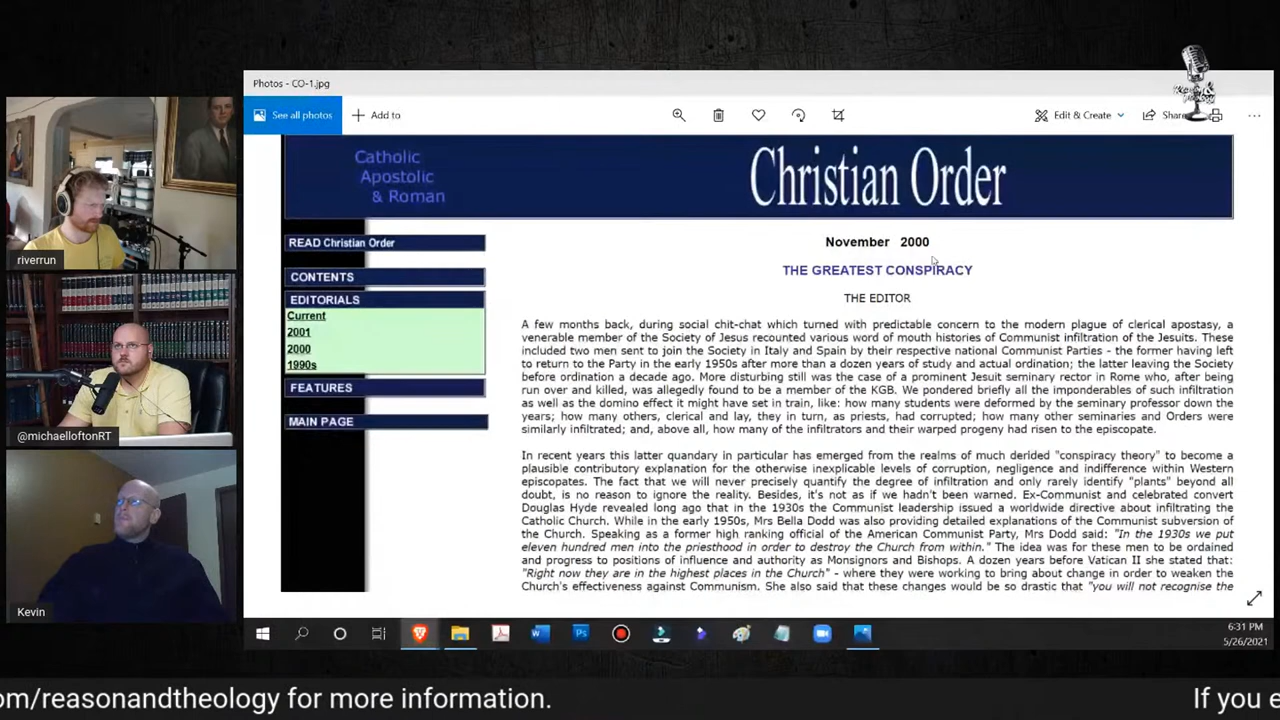 Photos - CO-1.jpg
See all photos
Add to
Edit & Create
Share
Catholic
Apostolic
& Roman
Christian Order
READ Christian Order
CONTENTS
EDITORIALS
Current
2001
2000
1990s
FEATURES
MAIN PAGE
November 2000
THE GREATEST CONSPIRACY
THE EDITOR
A few months back, during social chit-chat which turned with predictable concern to the modern plague of clerical apostasy, a
venerable member of the Society of Jesus recounted various word of mouth histories of Communist infiltration of the Jesuits. These
included two men sent to join the Society in Italy and Spain by their respective national Communist Parties - the former having left
to return to the Party in the early 1950s after more than a dozen years of study and actual ordination; the latter leaving the Society
before ordination a decade ago. More disturbing still was the case of a prominent Jesuit seminary rector in Rome who, after being
run over and killed, was allegedly found to be a member of the KGB. We pondered briefly all the imponderables of such infiltration
as well as the domino effect it might have set in train, like: how many students were deformed by the seminary professor down the
years; how many others, clerical and lay, they in turn, as priests, had corrupted; how many other seminaries and Orders were
similarly infiltrated; and, above all, how many of the infiltrators and their warped progeny had risen to the episcopate.
In recent years this latter quandary in particular has emerged from the realms of much derided "conspiracy theory" to become a
plausible contributory explanation for the otherwise inexplicable levels of corruption, negligence and indifference within Western
episcopates. The fact that we will never precisely quantify the degree of infiltration and only rarely identify "plants" beyond all
doubt, is no reason to ignore the reality. Besides, it's not as if we hadn't been warned. Ex-Communist and celebrated convert
Douglas Hyde revealed long ago that in the 1930s the Communist leadership issued a worldwide directive about infiltrating the
Catholic Church. While in the early 1950s, Mrs Bella Dodd was also providing detailed explanations of the Communist subversion of
the Church. Speaking as a former high ranking official of the American Communist Party, Mrs Dodd said: "In the 1930s we put
eleven hundred men into the priesthood in order to destroy the Church from within." The idea was for these men to be ordained
and progress to positions of influence and authority as Monsignors and Bishops. A dozen years before Vatican II she stated that:
"Right now they are in the highest places in the Church" - where they were working to bring about change in order to weaken the
Church's effectiveness against Communism. She also said that these changes would be so drastic that "you will not recognise the
riverrun
@michaelloftonRT
Kevin
6:31 PM
5/26/2021
om/reasonandtheology for more information.
If you e